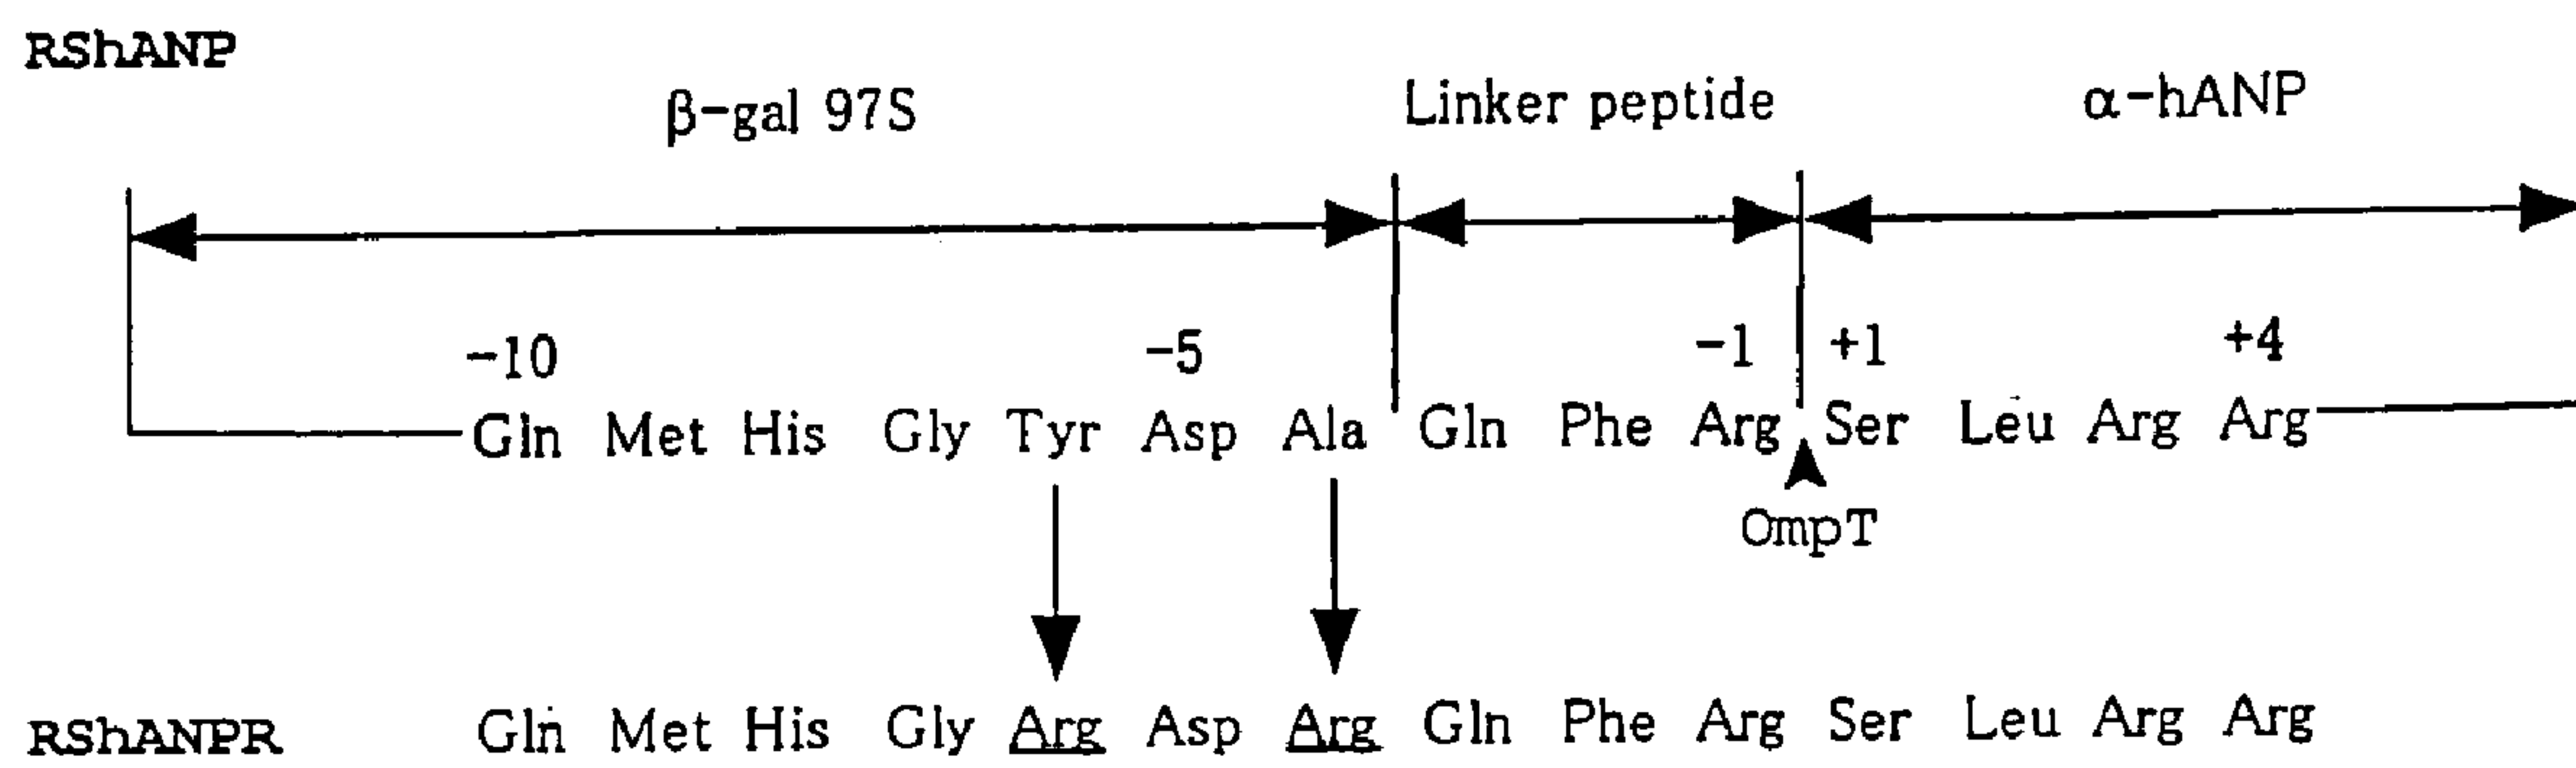 RShANP
β-gal 97S Linker peptide α-hANP
-10 -5 -1 +1 +4
Gln Met His Gly Tyr Asp Ala Gln Phe Arg Ser Leu Arg Arg
OmpT
RShANPR Gln Met His Gly Arg Asp Arg Gln Phe Arg Ser Leu Arg Arg